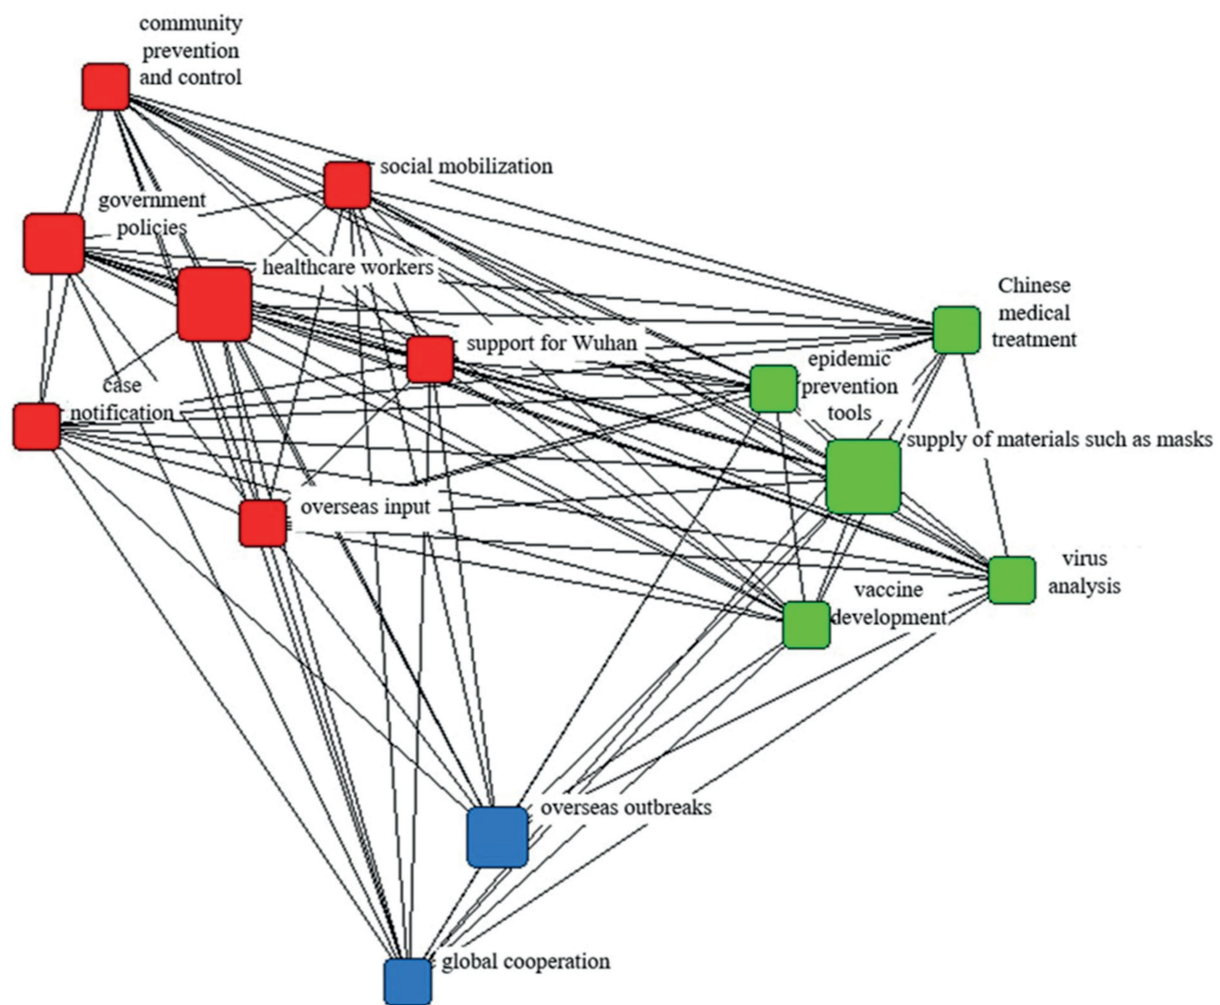 community
prevention
and control
social mobilization
government
policies
healthcare workers
support for Wuhan
Chinese
medical
treatment
epidemic
prevention
tools
case
notification
supply of materials such as masks
overseas input
virus
analysis
vaccine
development
overseas outbreaks
global cooperation